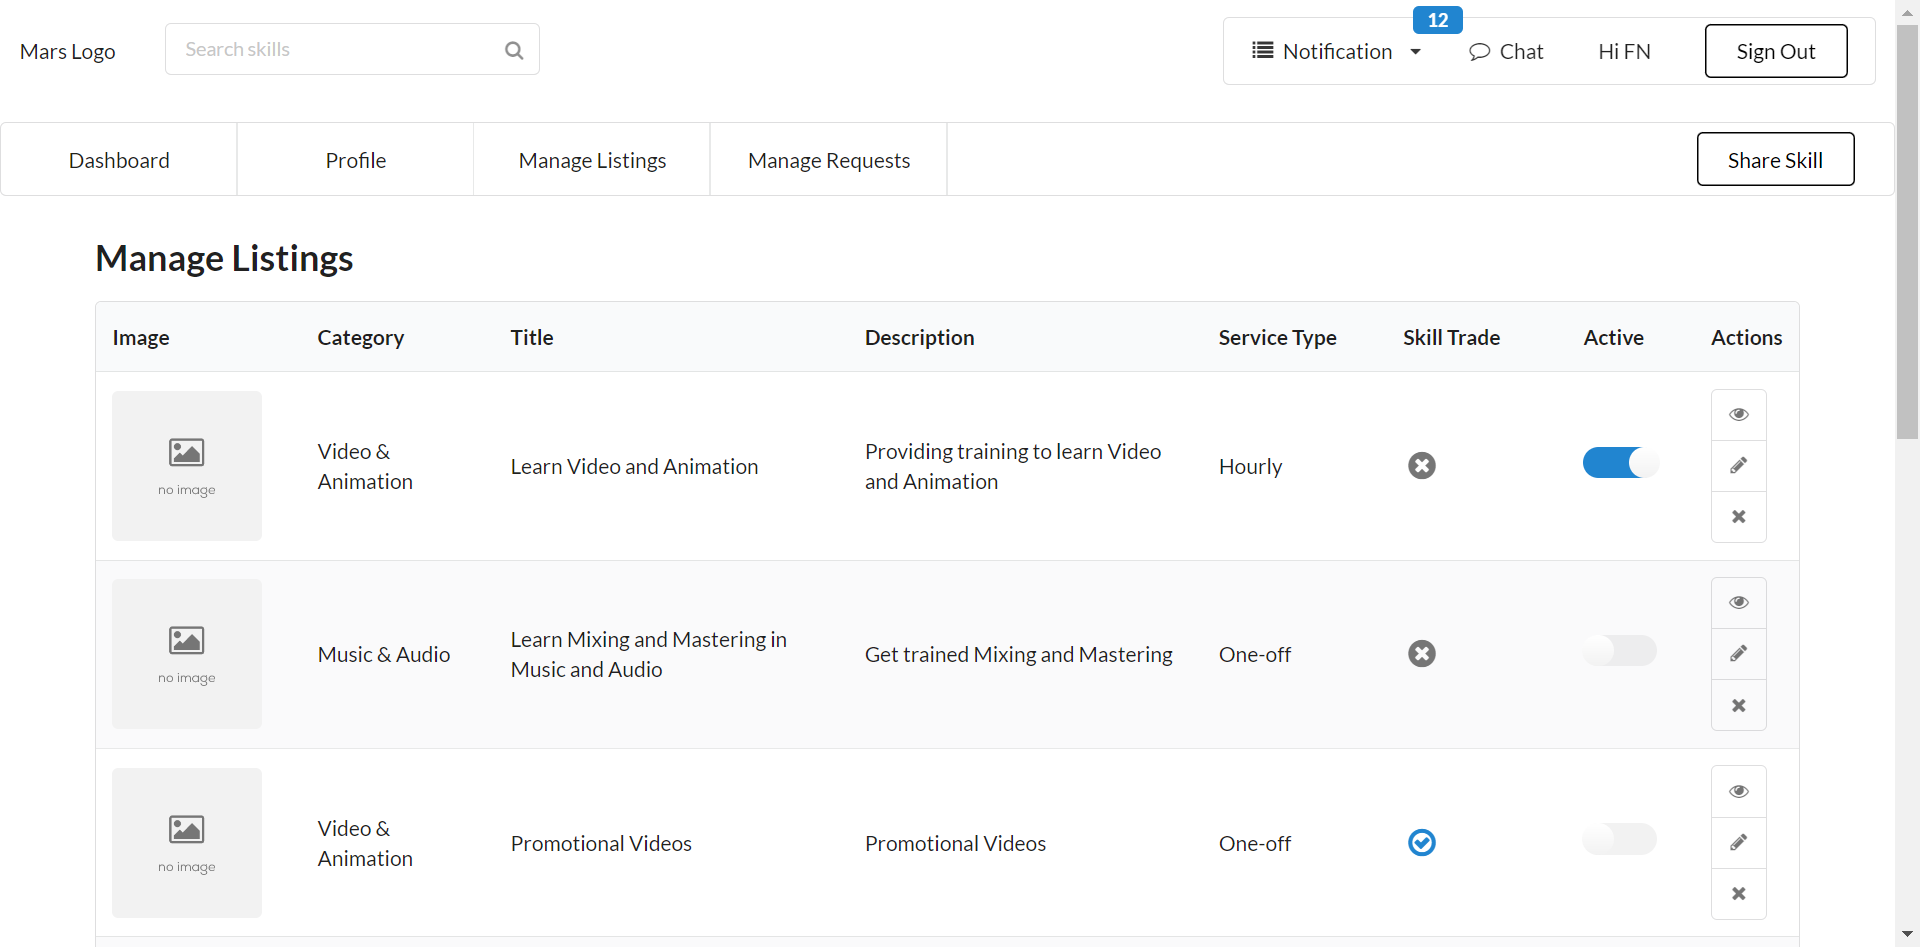 Mars Logo
Search skills
Notification
12
Chat
Hi FN
Sign Out
Dashboard
Profile
Manage Listings
Manage Requests
Share Skill
Manage Listings
Image
Category
Title
Description
Service Type
Skill Trade
Active
Actions
no image
Video &
Animation
Learn Video and Animation
Providing training to learn Video
and Animation
Hourly
no image
Music & Audio
Learn Mixing and Mastering in
Music and Audio
Get trained Mixing and Mastering
One-off
no image
Video &
Animation
Promotional Videos
Promotional Videos
One-off